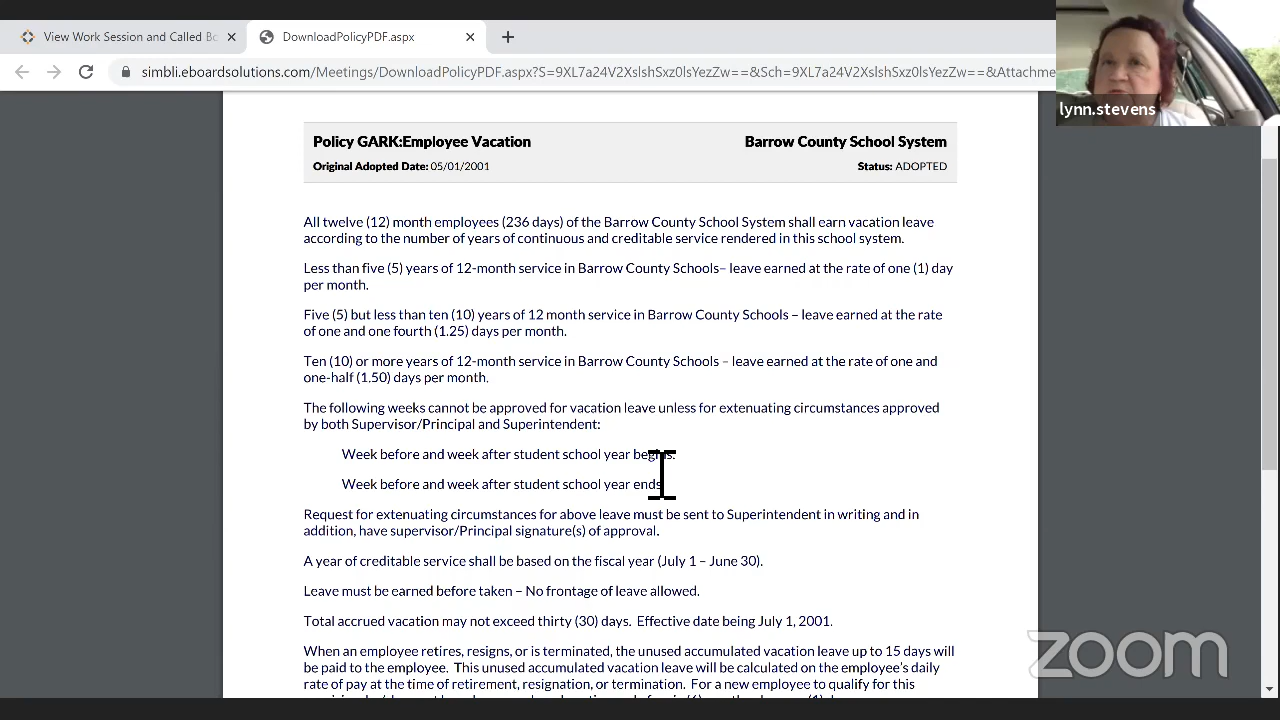 View Work Session and Called Bo
DownloadPolicyPDF.aspx
simbli.eboardsolutions.com/Meetings/DownloadPolicyPDF.aspx?S=9XL7a24V2XslshSxz0lsYezZw==&Sch=9XL7a24V2XslshSxz0lsYezZw==&Attachme
lynn.stevens
Policy GARK:Employee Vacation
Barrow County School System
Original Adopted Date: 05/01/2001
Status: ADOPTED
All twelve (12) month employees (236 days) of the Barrow County School System shall earn vacation leave
according to the number of years of continuous and creditable service rendered in this school system.
Less than five (5) years of 12-month service in Barrow County Schools– leave earned at the rate of one (1) day
per month.
Five (5) but less than ten (10) years of 12 month service in Barrow County Schools – leave earned at the rate
of one and one fourth (1.25) days per month.
Ten (10) or more years of 12-month service in Barrow County Schools – leave earned at the rate of one and
one-half (1.50) days per month.
The following weeks cannot be approved for vacation leave unless for extenuating circumstances approved
by both Supervisor/Principal and Superintendent:
Week before and week after student school year begins.
Week before and week after student school year ends
Request for extenuating circumstances for above leave must be sent to Superintendent in writing and in
addition, have supervisor/Principal signature(s) of approval.
A year of creditable service shall be based on the fiscal year (July 1 – June 30).
Leave must be earned before taken – No frontage of leave allowed.
Total accrued vacation may not exceed thirty (30) days. Effective date being July 1, 2001.
When an employee retires, resigns, or is terminated, the unused accumulated vacation leave up to 15 days will
be paid to the employee. This unused accumulated vacation leave will be calculated on the employee's daily
rate of pay at the time of retirement, resignation, or termination. For a new employee to qualify for this
zoom